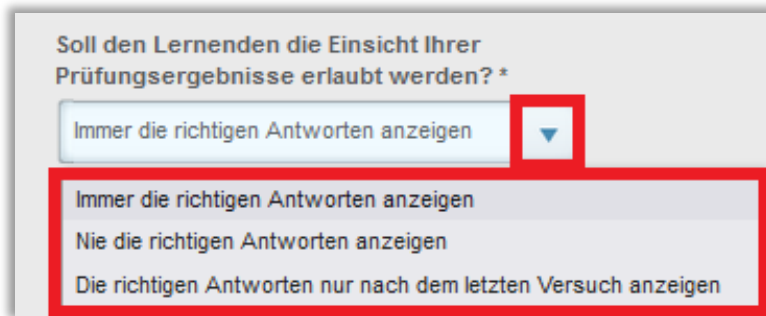 Soll den Lernenden die Einsicht Ihrer
Prüfungsergebnisse erlaubt werden? *
Immer die richtigen Antworten anzeigen
Immer die richtigen Antworten anzeigen
Nie die richtigen Antworten anzeigen
Die richtigen Antworten nur nach dem letzten Versuch anzeigen